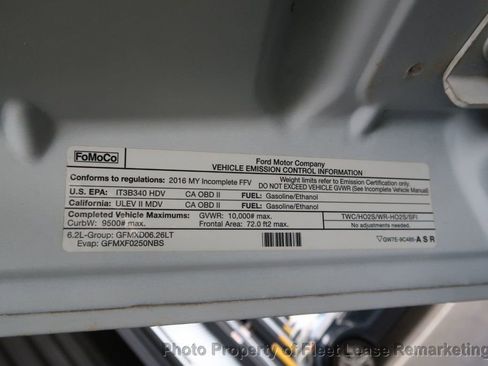 FoMoCo
Ford Motor Company
VEHICLE EMISSION CONTROL INFORMATION
Conforms to regulations: 2016 MY Incomplete FFV
Weight limits refer to Emission Certification only.
DO NOT EXCEED VEHICLE GVWR (See Incomplete Vehicle Manual)
U.S. EPA: IT3B340 HDV CA OBD II FUEL: Gasoline/Ethanol
California: ULEV II MDV CA OBD II FUEL: Gasoline/Ethanol
Completed Vehicle Maximums: GVWR: 10,000# max. TWC/HO2S/WR-HO2S/SFI
CurbW: 9500# max. Frontal Area: 72.0 ft2 max.
6.2L-Group: GFMXD06.26LT
Evap: GFMXF0250NBS
GW7E-9C485-ASR
Photo Property of Fleet Lease Remarketing